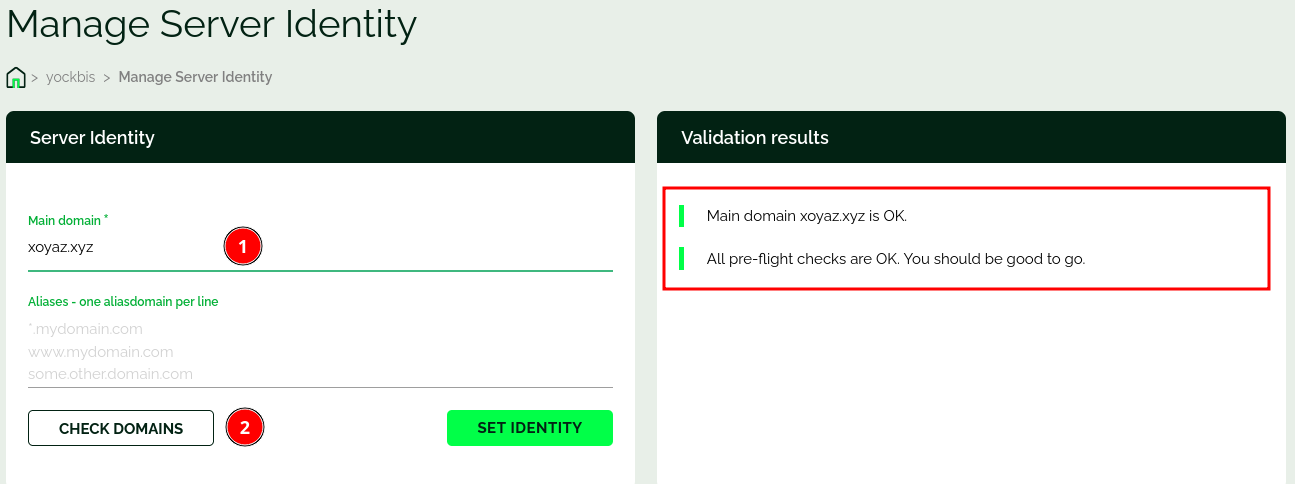 Manage Server Identity
> yockbis > Manage Server Identity
Server Identity
Main domain *
xoyaz.xyz
1
Aliases - one aliasdomain per line
*.mydomain.com
www.mydomain.com
some.other.domain.com
CHECK DOMAINS
2
SET IDENTITY
Validation results
Main domain xoyaz.xyz is OK.
All pre-flight checks are OK. You should be good to go.